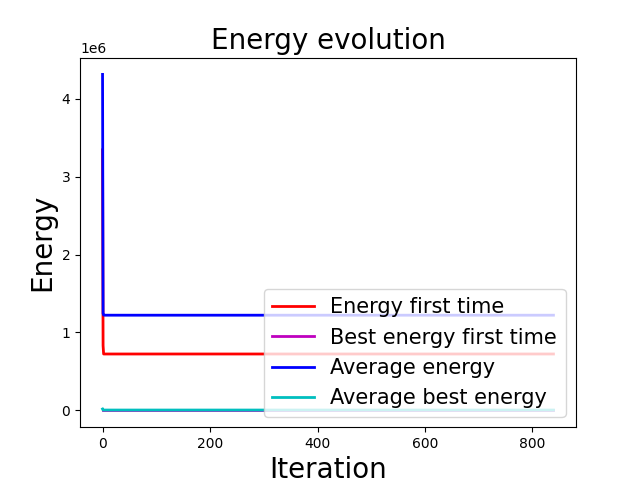 Energy evolution
1e6
4
3
2
1
0
Energy
Energy first time
Best energy first time
Average energy
Average best energy
0 200 400 600 800
Iteration